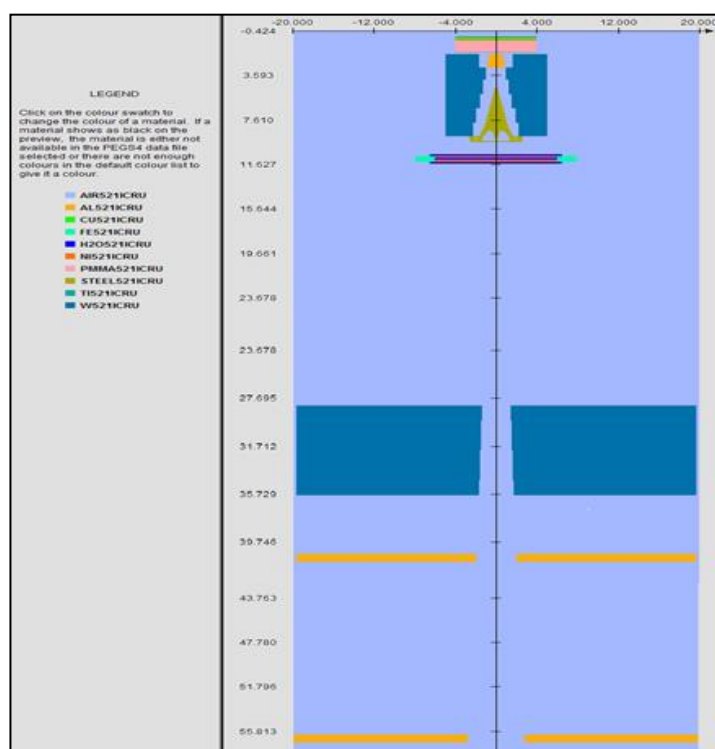 LEGEND
Click on the colour swatch to
change the colour of a material. If a
material shows as black on the
preview, the material is either not
available in the PEGS4 data file
selected or there are not enough
colours in the default colour list to
give it a colour.
AIR521ICRU
AL521ICRU
CU521ICRU
FE521ICRU
H2O521ICRU
NI521ICRU
PMMA521ICRU
STEEL521ICRU
TI521ICRU
W521ICRU
-20.000 -12.000 -4.000 4.000 12.000 20.000
-0.424
3.593
7.610
11.627
15.644
19.661
23.678
23.678
27.695
31.712
35.729
39.746
43.763
47.780
51.796
55.813